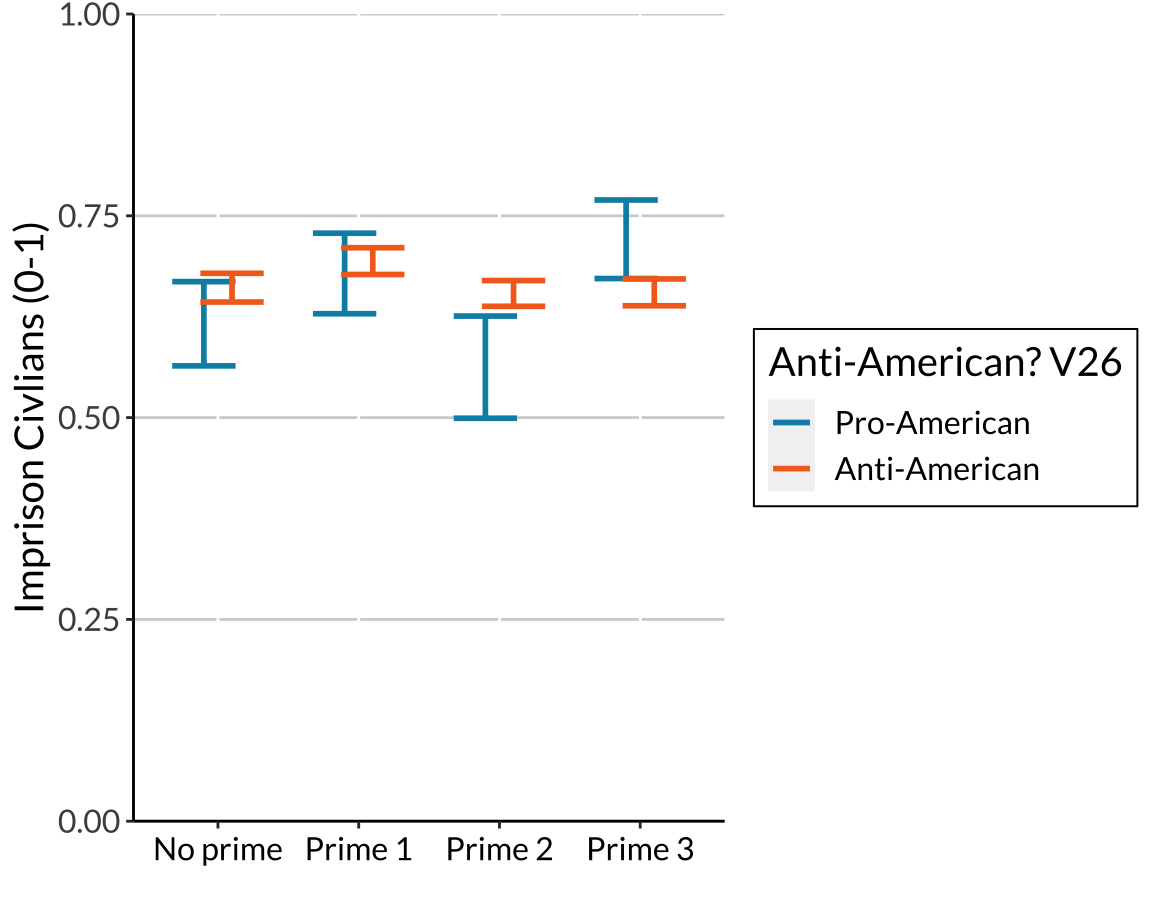 1.00
0.75
0.50
0.25
0.00
Imprison Civlians (0-1)
No prime Prime 1 Prime 2 Prime 3
Anti-American? V26
Pro-American
Anti-American